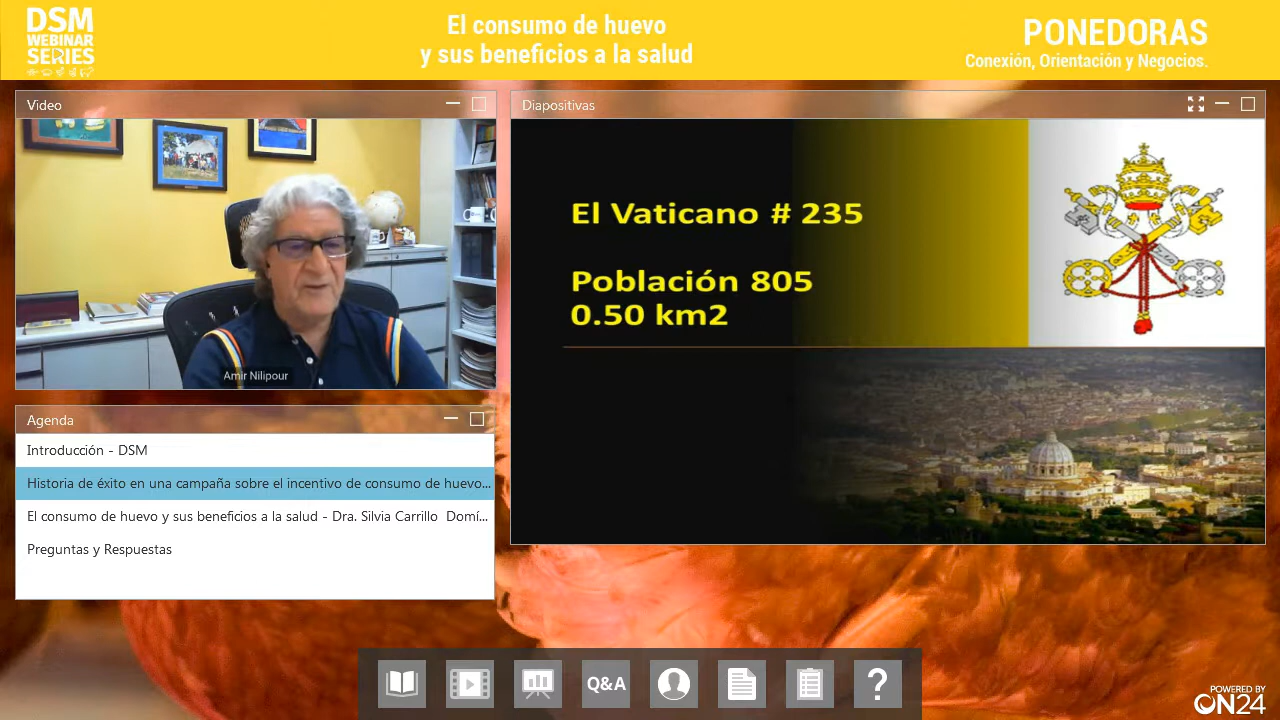 DSM
WEBINAR
SERIES
El consumo de huevo
y sus beneficios a la salud
PONEDORAS
Conexión, Orientación y Negocios.
Video
Amir Nilipour
Diapositivas
El Vaticano # 235
Población 805
0.50 km2
Agenda
Introducción - DSM
Historia de éxito en una campaña sobre el incentivo de consumo de huevo...
El consumo de huevo y sus beneficios a la salud - Dra. Silvia Carrillo Domí...
Preguntas y Respuestas
Q&A
?
POWERED BY
ON24